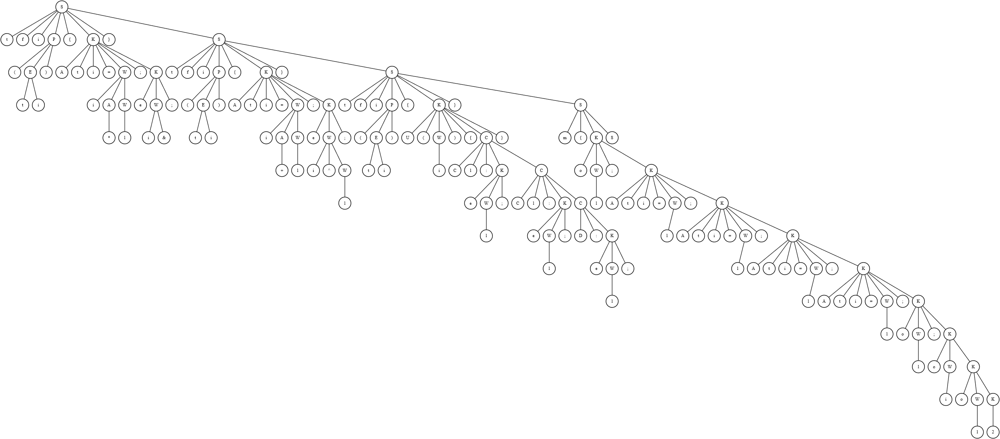 S
t f i P { K } S
( E ) A t i = W ; K t f i P { K } S
t i i A W e W ; ( E ) A t i = W ; K t f i P { K } S
* l i & t i i A W e W ; ( E ) U ( W ) { C } m { K S
+ l i ^ W t i i C l : K C o W ; K
l e W ; C l : K C l A t i = W ; K
l e W ; D : K l A t i = W ; K
l e W ; l A t i = W ; K
l l A t i = W ; K
l o W ; K
l o W K
i o W K
l 2